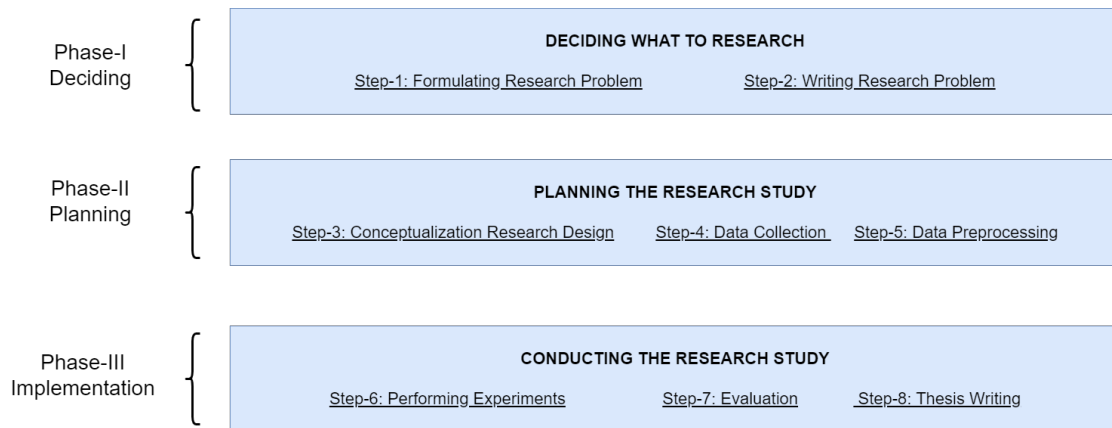 Phase-I
Deciding
DECIDING WHAT TO RESEARCH
Step-1: Formulating Research Problem
Step-2: Writing Research Problem
Phase-II
Planning
PLANNING THE RESEARCH STUDY
Step-3: Conceptualization Research Design
Step-4: Data Collection
Step-5: Data Preprocessing
Phase-III
Implementation
CONDUCTING THE RESEARCH STUDY
Step-6: Performing Experiments
Step-7: Evaluation
Step-8: Thesis Writing